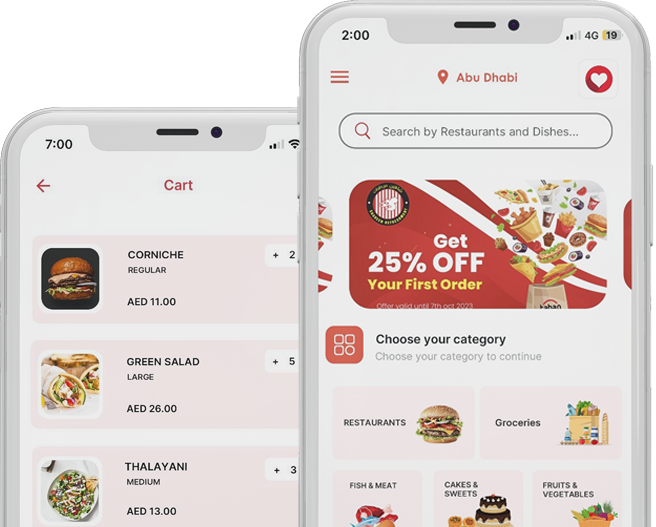 7:00
Cart
CORNICHE
REGULAR
+ 2
AED 11.00
GREEN SALAD
LARGE
+ 5
AED 26.00
THALAYANI
MEDIUM
+ 3
AED 13.00
2:00
4G 19
Abu Dhabi
Search by Restaurants and Dishes...
Get
25% OFF
Your First Order
Offer valid until 7th oct 2023
Choose your category
Choose your category to continue
RESTAURANTS
Groceries
FISH & MEAT
CAKES &
SWEETS
FRUITS &
VEGETABLES